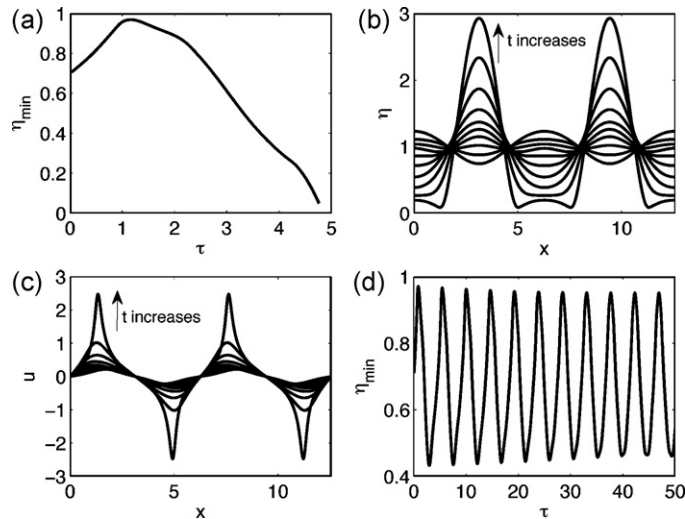 (a)
1
0.8
0.6
0.4
0.2
0
η_min
0 1 2 3 4 5
τ
(b)
3
2
1
0
η
t increases
0 5 10
x
(c)
3
2
1
0
-1
-2
-3
u
t increases
0 5 10
x
(d)
1
0.8
0.6
0.4
η_min
0 10 20 30 40 50
τ